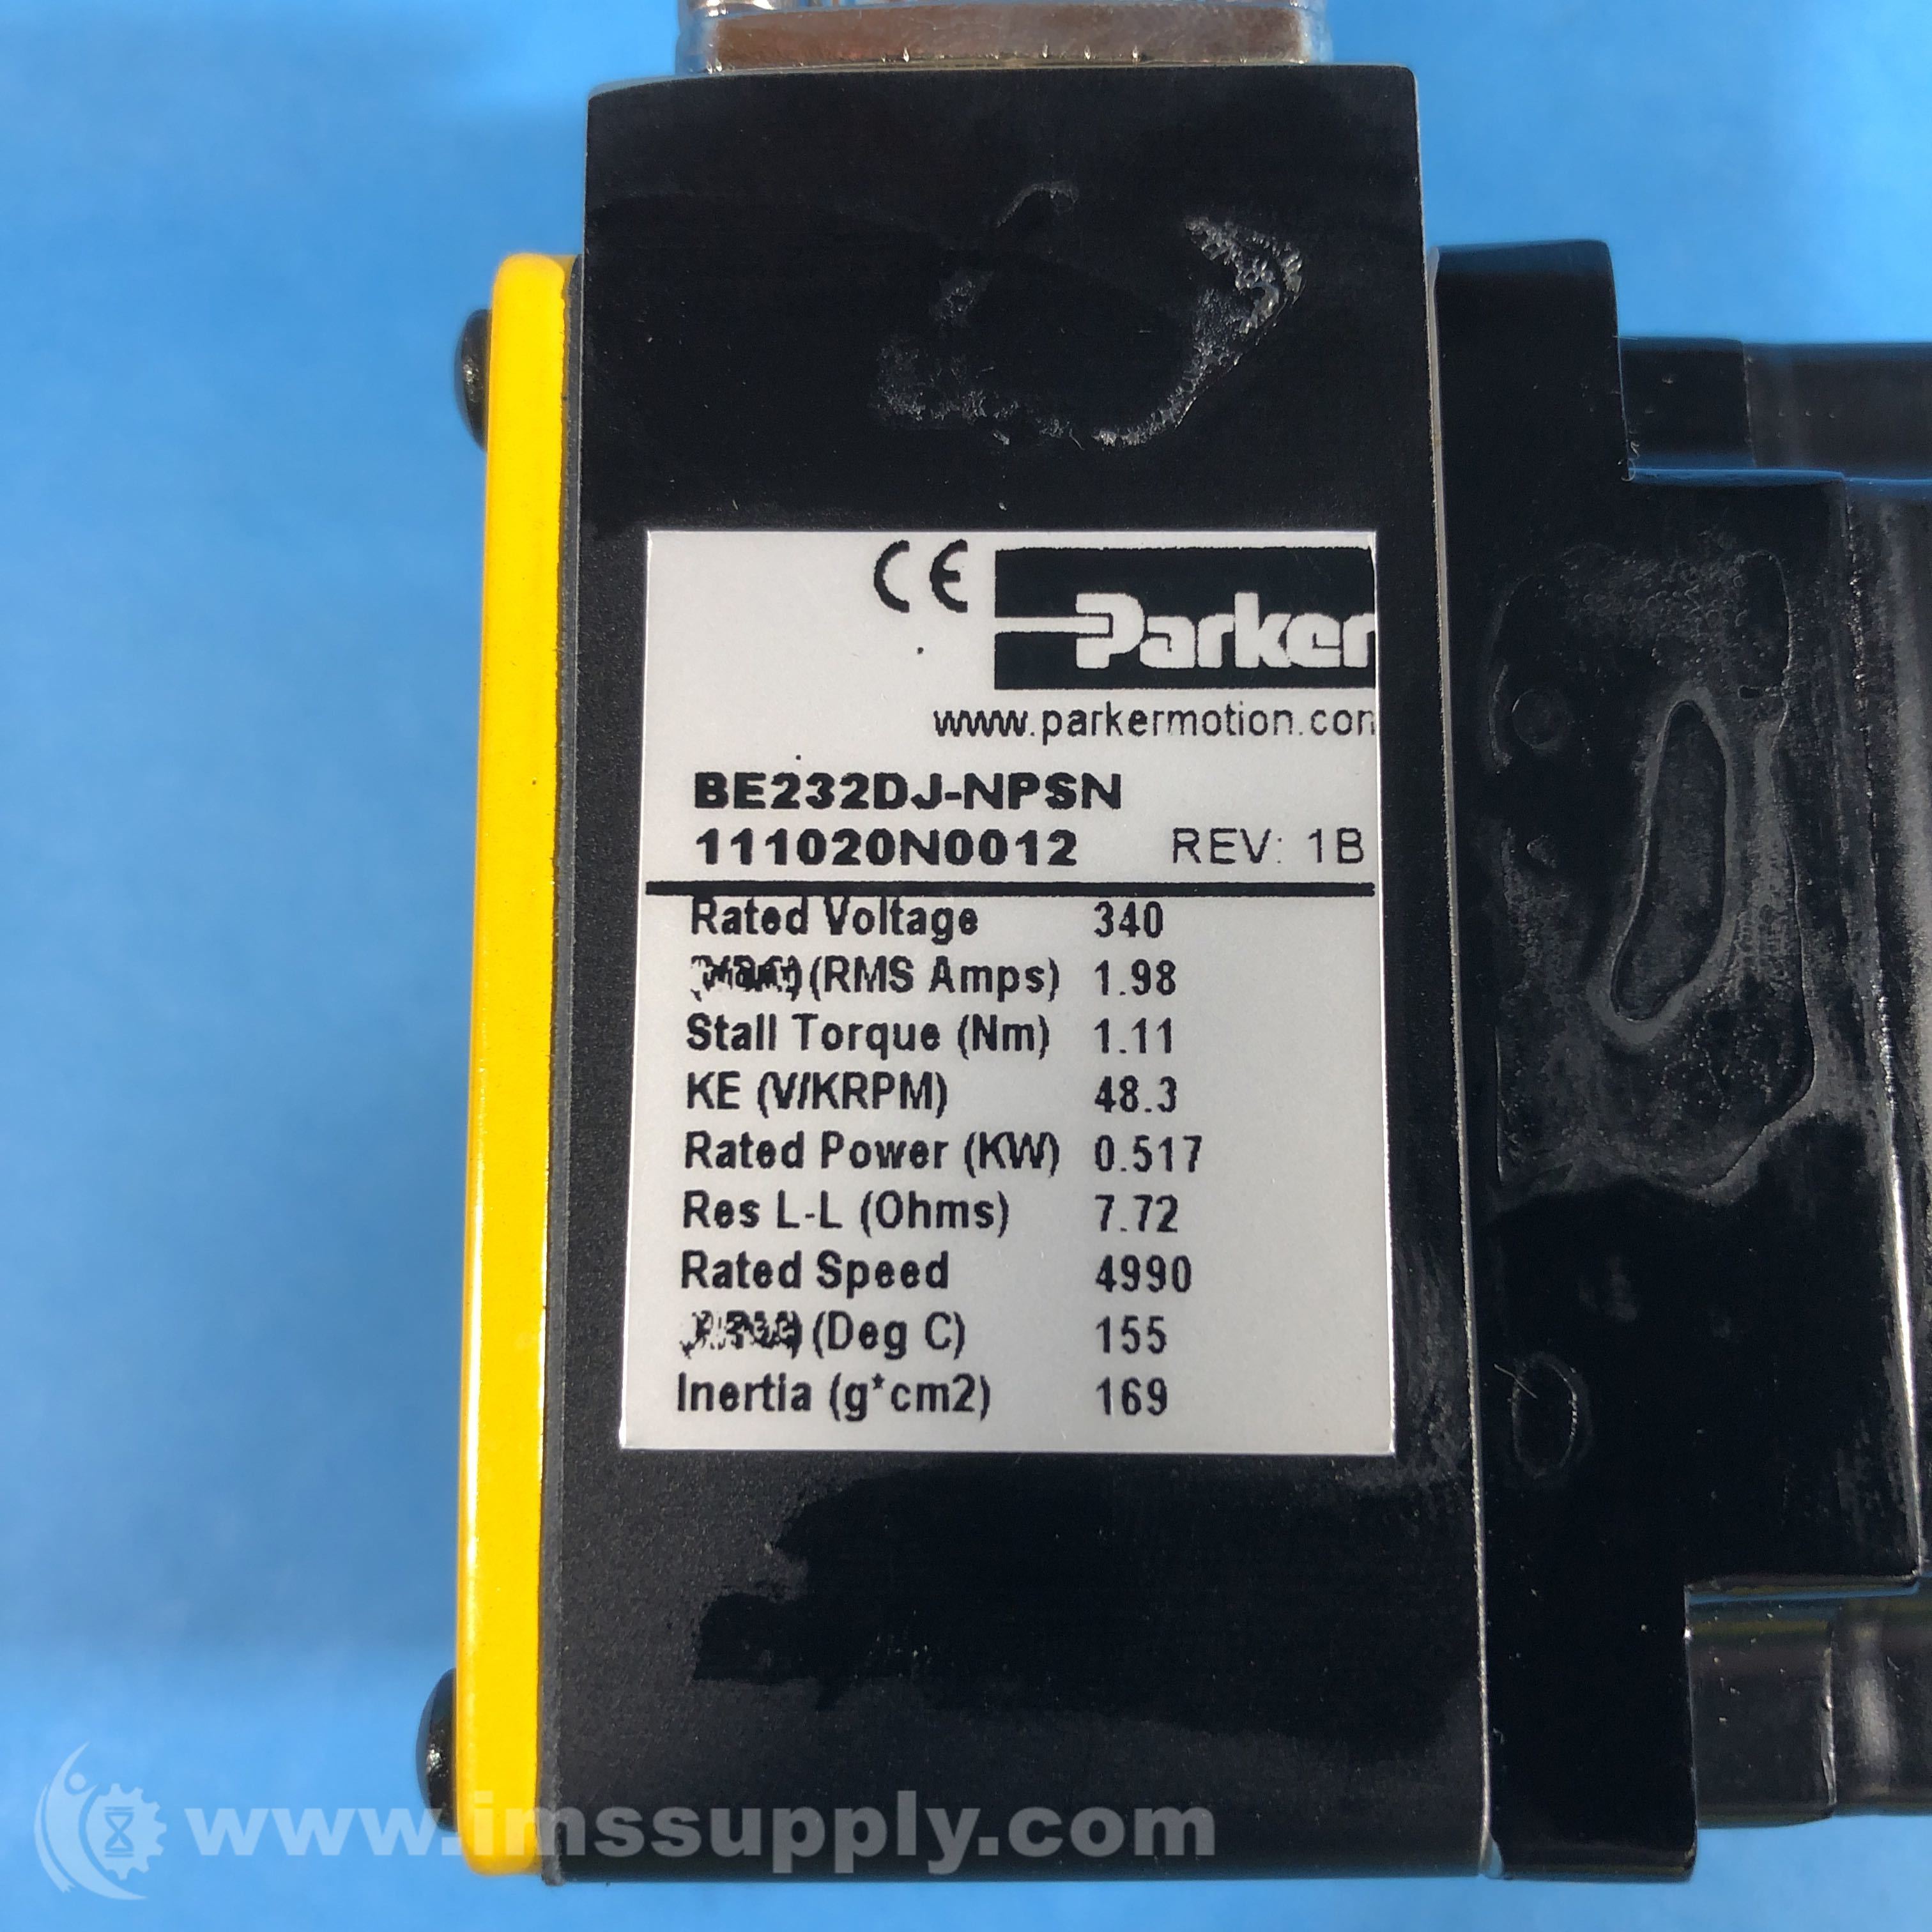 CE Parker
www.parkermotion.com
BE232DJ-NPSN
111020N0012 REV: 1B
Rated Voltage 340
(RMS Amps) 1.98
Stall Torque (Nm) 1.11
KE (V/KRPM) 48.3
Rated Power (KW) 0.517
Res L-L (Ohms) 7.72
Rated Speed 4990
(Deg C) 155
Inertia (g*cm2) 169
www.imssupply.com